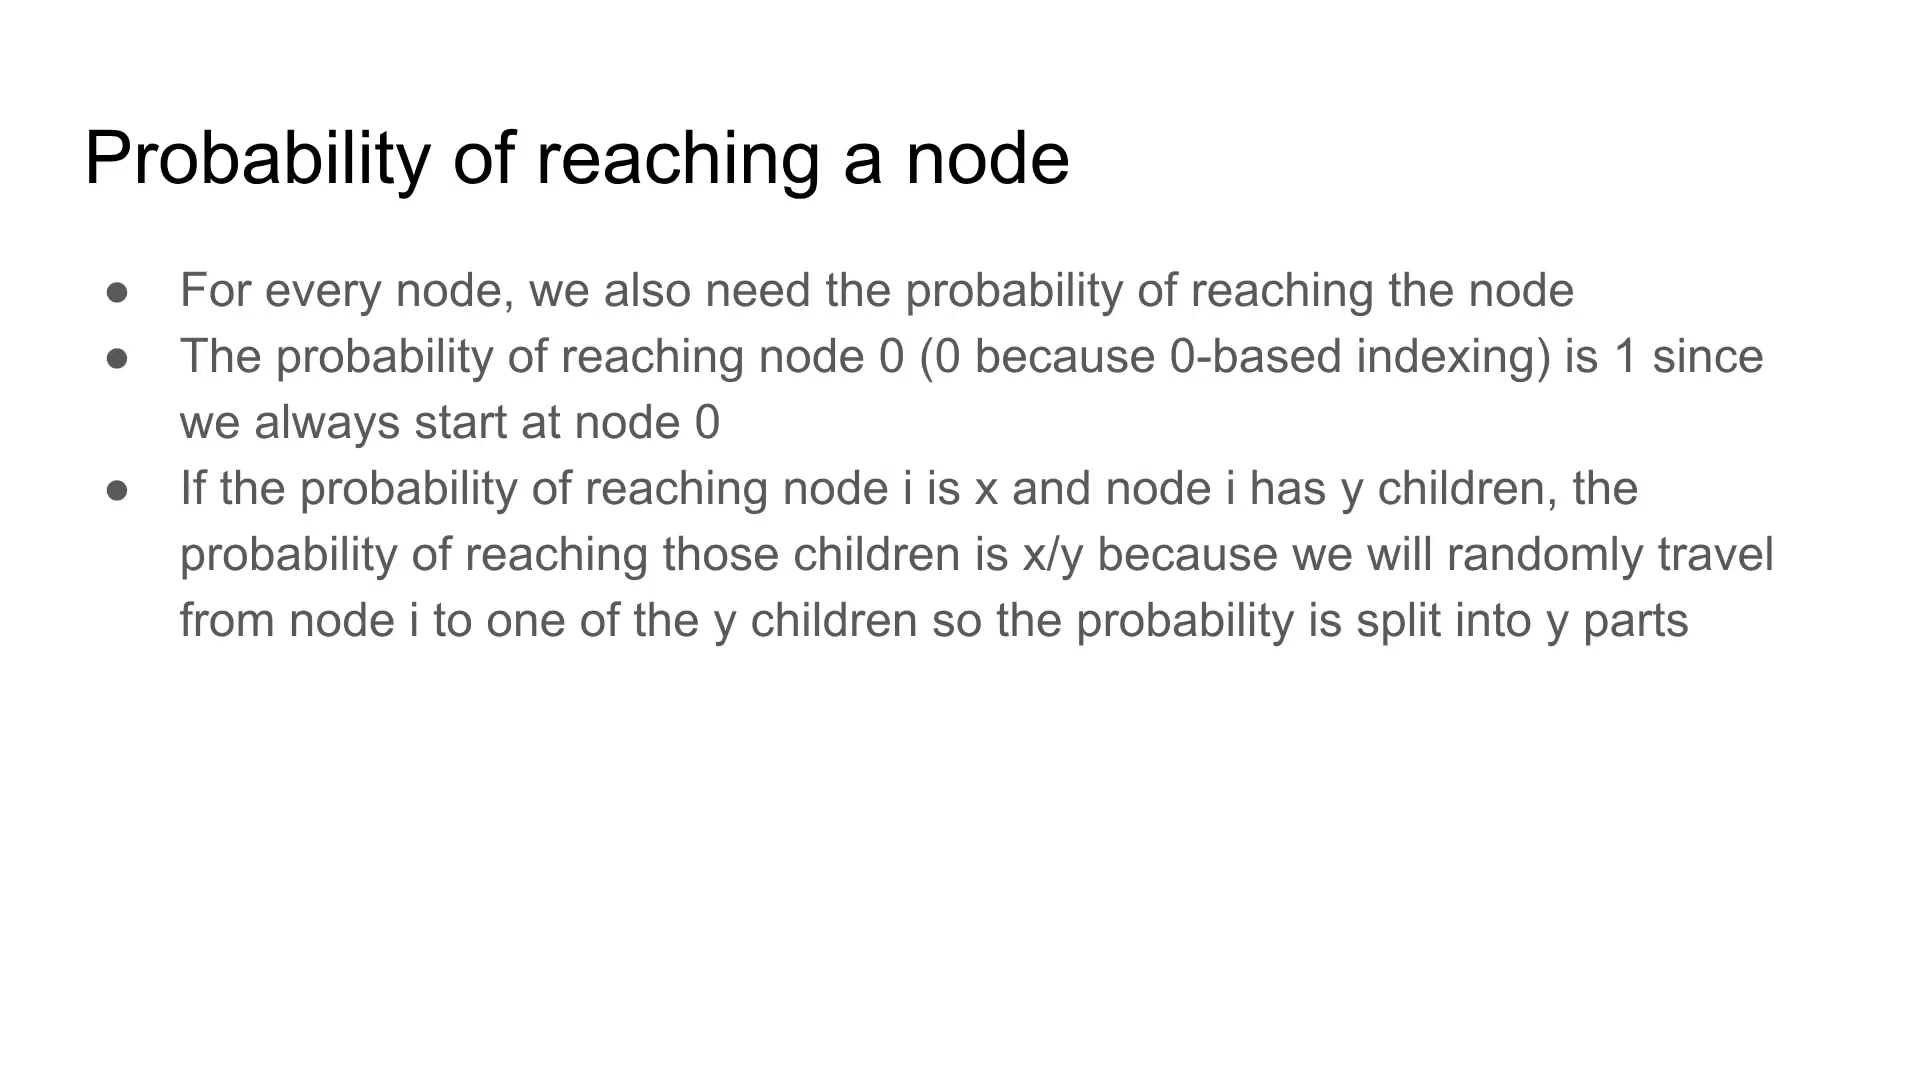 Probability of reaching a node
● For every node, we also need the probability of reaching the node
● The probability of reaching node 0 (0 because 0-based indexing) is 1 since
we always start at node 0
● If the probability of reaching node i is x and node i has y children, the
probability of reaching those children is x/y because we will randomly travel
from node i to one of the y children so the probability is split into y parts